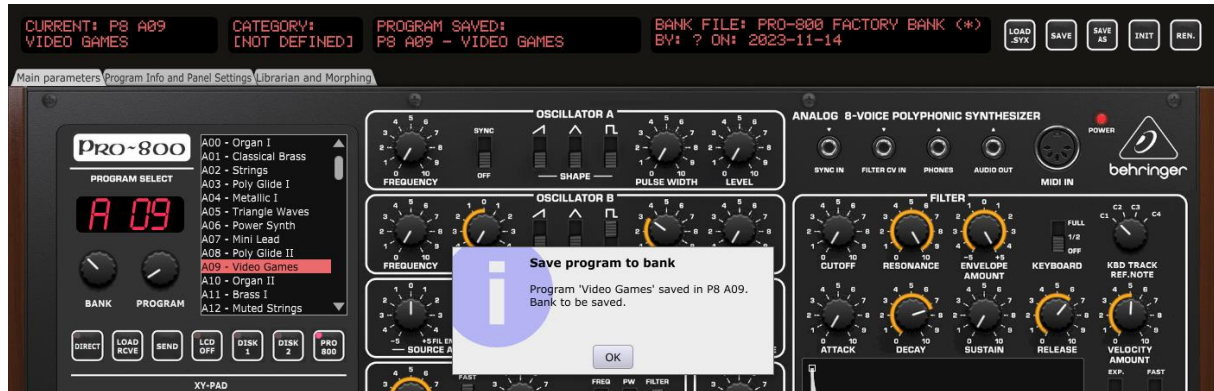 CURRENT: P8 A09
VIDEO GAMES
CATEGORY:
[NOT DEFINED]
PROGRAM SAVED:
P8 A09 - VIDEO GAMES
BANK FILE: PRO-800 FACTORY BANK (*)
BY: ? ON: 2023-11-14
LOAD .SYX
SAVE
SAVE AS
INIT
REN.
Main parameters
Program Info and Panel Settings
Librarian and Morphing
PRO~800
PROGRAM SELECT
A 09
BANK
PROGRAM
A00 - Organ I
A01 - Classical Brass
A02 - Strings
A03 - Poly Glide I
A04 - Metallic I
A05 - Triangle Waves
A06 - Power Synth
A07 - Mini Lead
A08 - Poly Glide II
A09 - Video Games
A10 - Organ II
A11 - Brass I
A12 - Muted Strings
DIRECT
LOAD RCVE
SEND
LCD OFF
DISK 1
DISK 2
PRO 800
XY-PAD
OSCILLATOR A
SYNC
OFF
FREQUENCY
SHAPE
PULSE WIDTH
LEVEL
OSCILLATOR B
FREQUENCY
SOURCE A
FAST
FREQ PW FILTER
Save program to bank
Program 'Video Games' saved in P8 A09.
Bank to be saved.
OK
ANALOG 8-VOICE POLYPHONIC SYNTHESIZER
SYNC IN
FILTER CV IN
PHONES
AUDIO OUT
MIDI IN
POWER
behringer
FILTER
CUTOFF
RESONANCE
ENVELOPE AMOUNT
FULL
1/2
OFF
KEYBOARD
C1 C2 C3 C4
KBD TRACK
REF.NOTE
ATTACK
DECAY
SUSTAIN
RELEASE
VELOCITY
AMOUNT
EXP. FAST